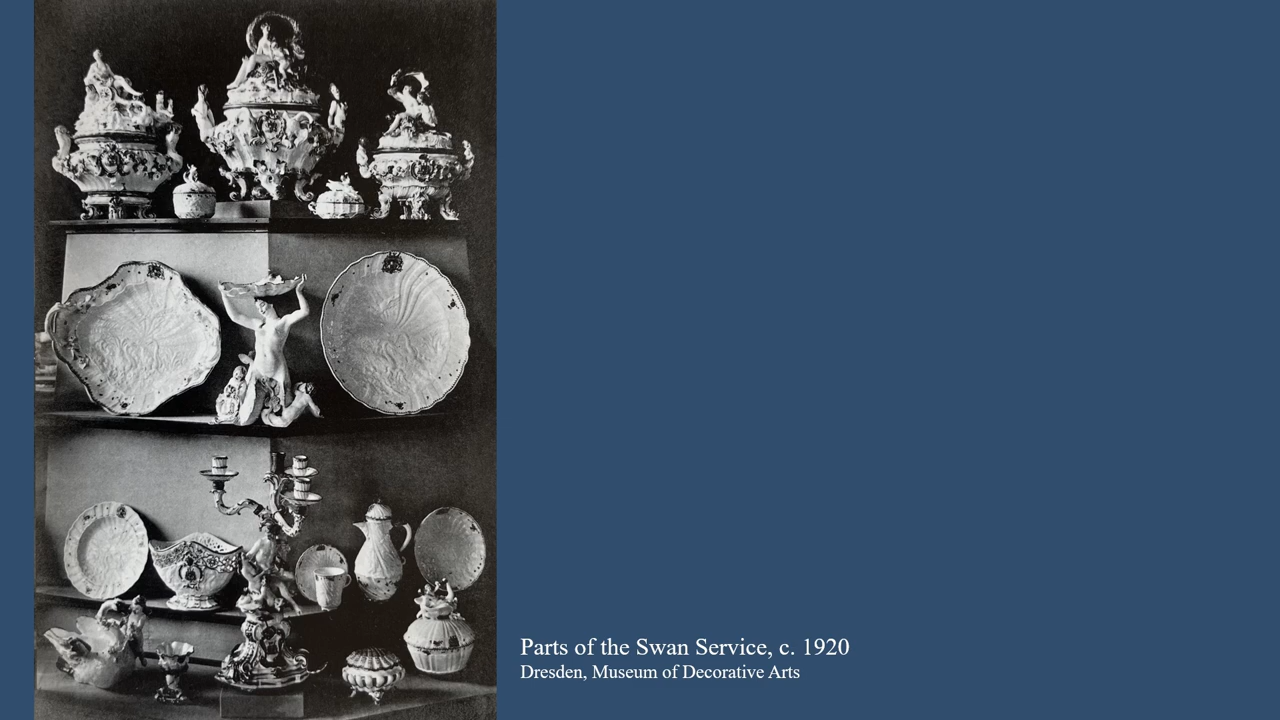 Parts of the Swan Service, c. 1920
Dresden, Museum of Decorative Arts